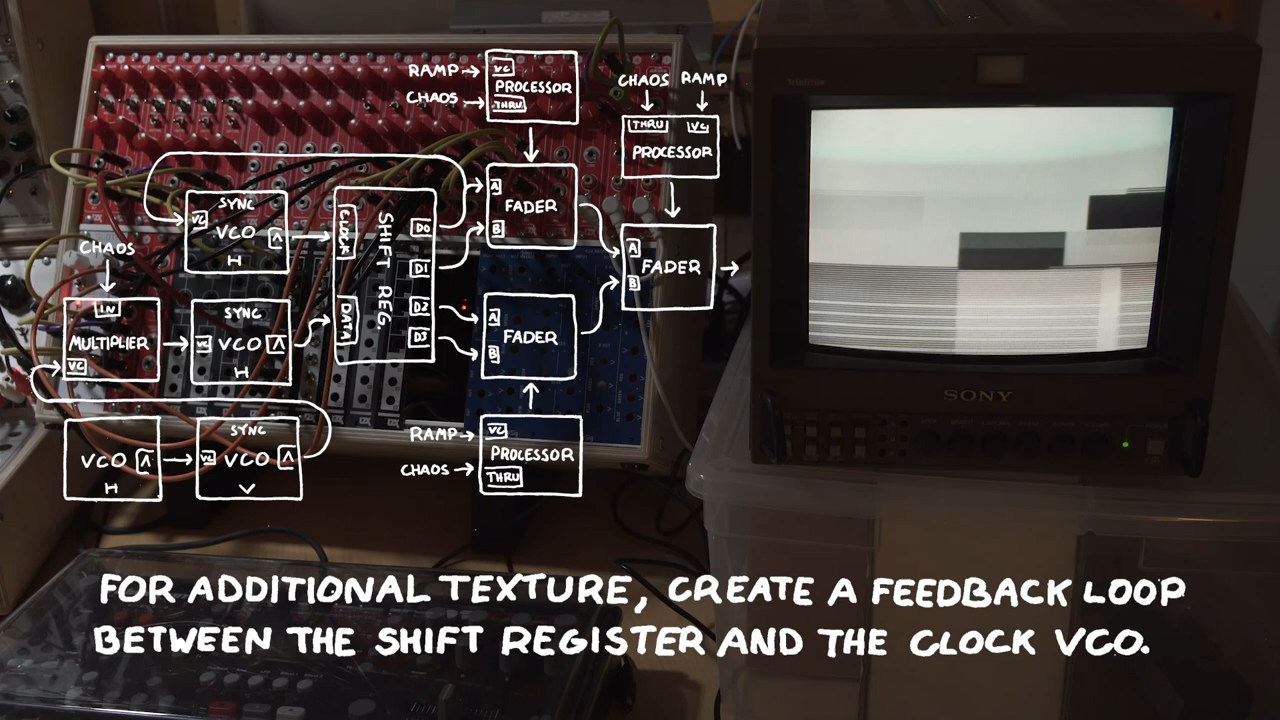 RAMP
VC
PROCESSOR
CHAOS
THRU
CHAOS RAMP
THRU VC
PROCESSOR
Trinitron
SYNC
VC
VCO
H
CLOCK
SHIFT REG.
DATA
D0
D1
D2
D3
A
FADER
B
A
FADER
B
CHAOS
IN
MULTIPLIER
VC
SYNC
VC VCO
H
A
FADER
B
SONY
VCO
H
SYNC
VC VCO
V
RAMP
VC
PROCESSOR
CHAOS
THRU
FOR ADDITIONAL TEXTURE, CREATE A FEEDBACK LOOP
BETWEEN THE SHIFT REGISTER AND THE CLOCK VCO.